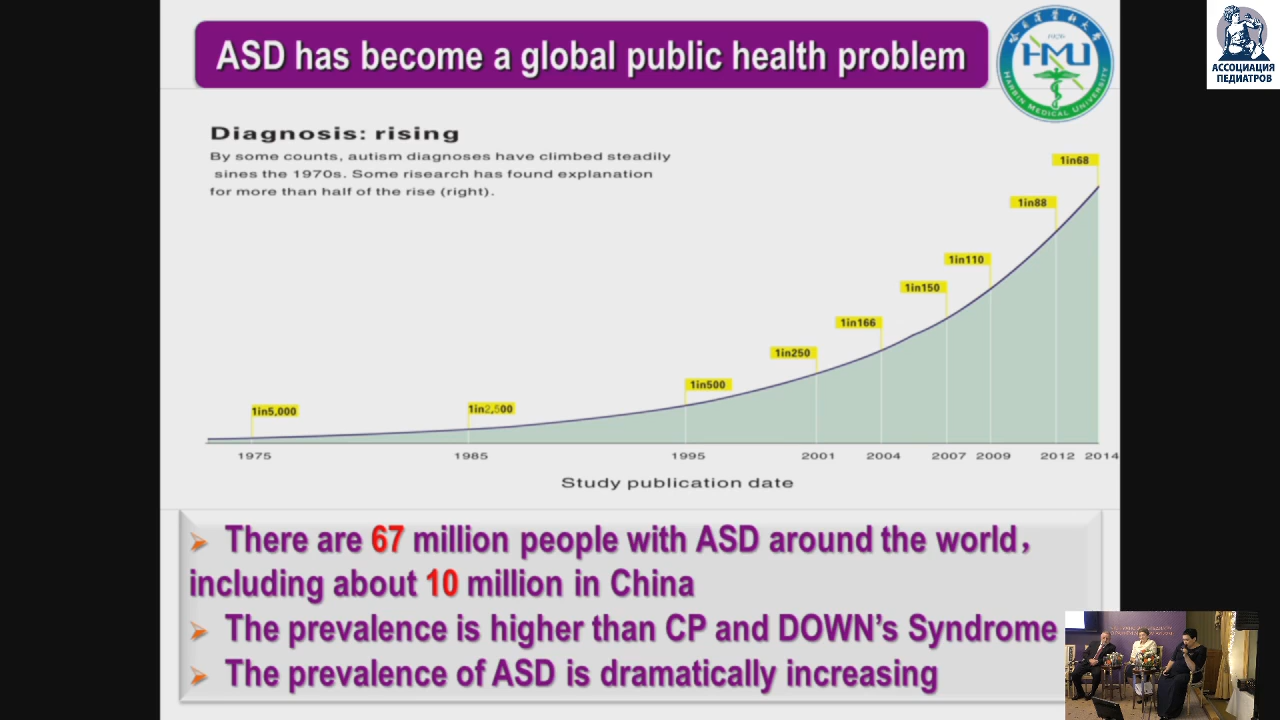 ASD has become a global public health problem
HMU
HARBIN MEDICAL UNIVERSITY
АССОЦИАЦИЯ
ПЕДИАТРОВ
Diagnosis: rising
By some counts, autism diagnoses have climbed steadily
sines the 1970s. Some risearch has found explanation
for more than half of the rise (right).
1in68
1in88
1in110
1in150
1in166
1in250
1in500
1in2,500
1in5,000
1975 1985 1995 2001 2004 2007 2009 2012 2014
Study publication date
➢ There are 67 million people with ASD around the world，
including about 10 million in China
➢ The prevalence is higher than CP and DOWN’s Syndrome
➢ The prevalence of ASD is dramatically increasing